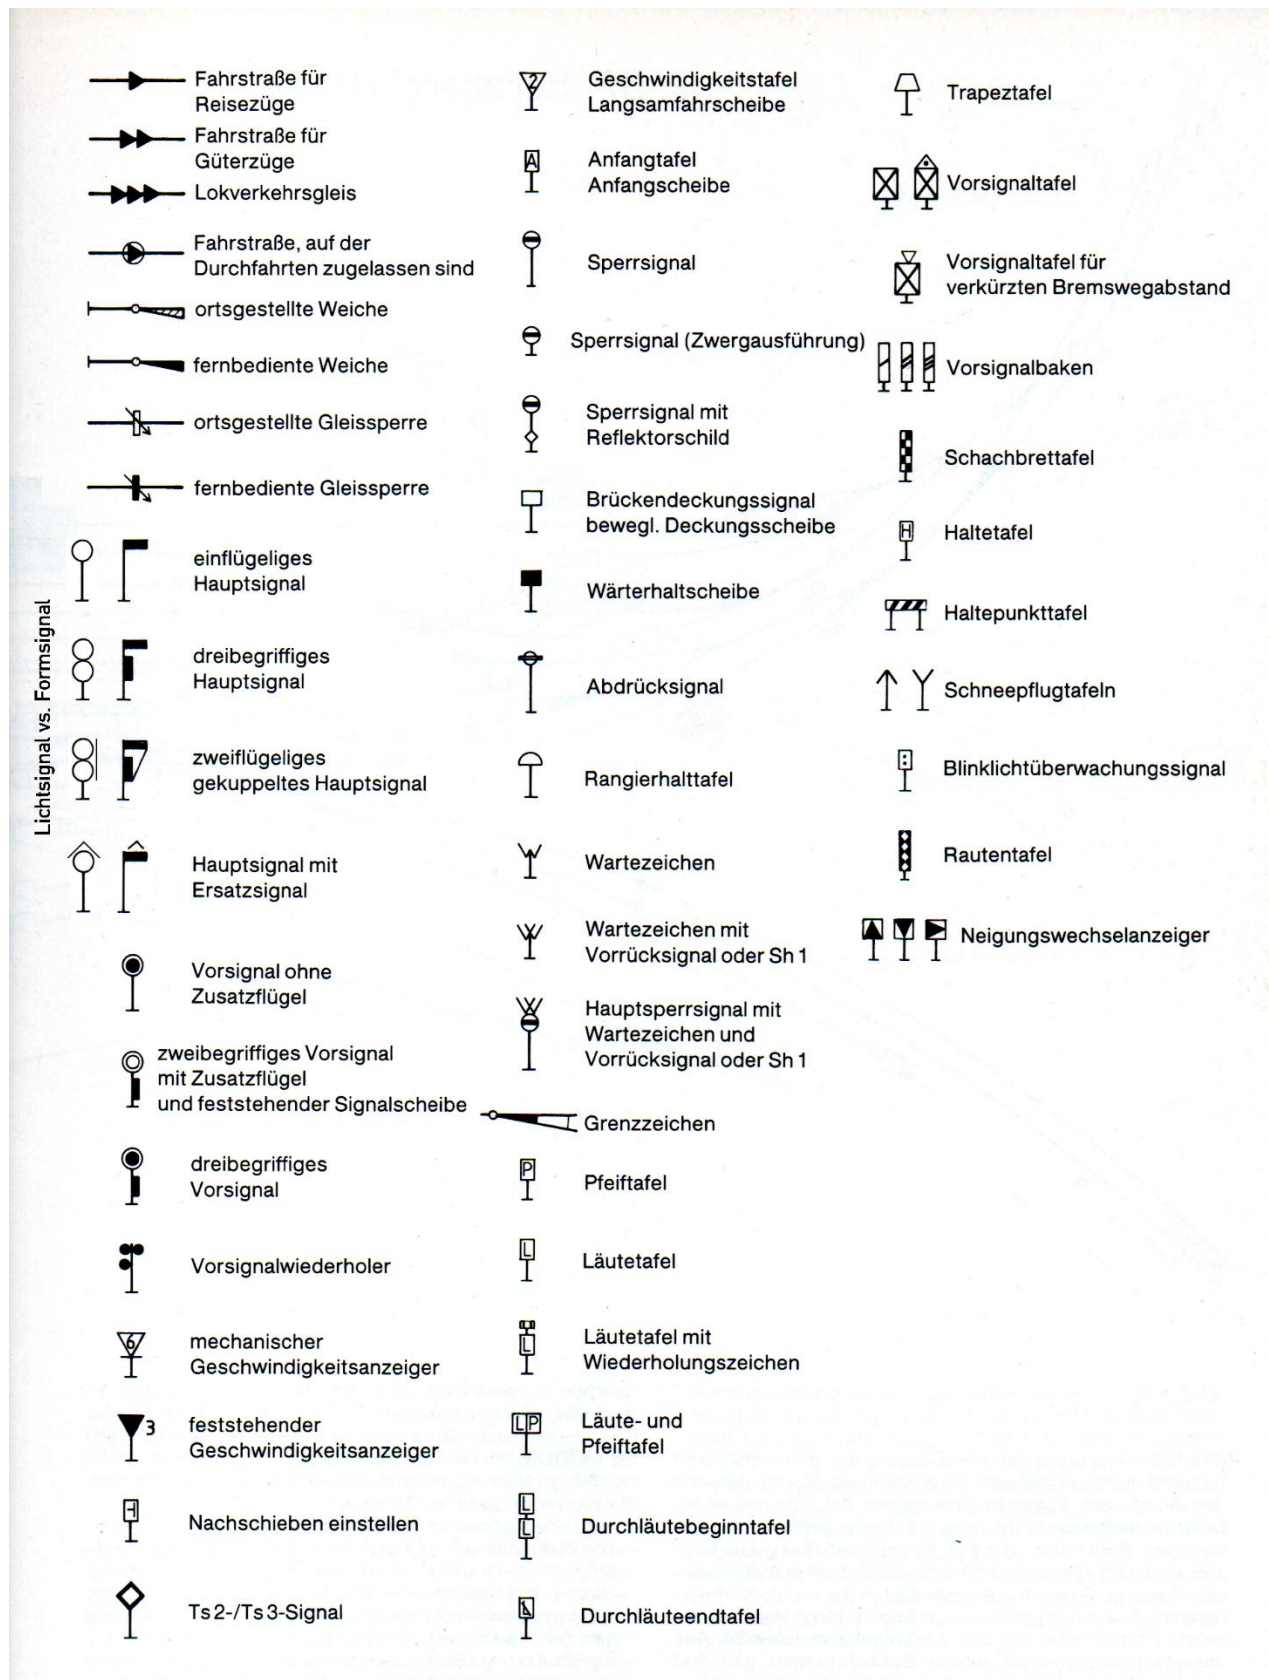 Fahrstraße für
Reisezüge
Fahrstraße für
Güterzüge
Lokverkehrsgleis
Fahrstraße, auf der
Durchfahrten zugelassen sind
ortsgestellte Weiche
fernbediente Weiche
ortsgestellte Gleissperre
fernbediente Gleissperre
Lichtsignal vs. Formsignal
einflügeliges
Hauptsignal
dreibegriffiges
Hauptsignal
zweiflügeliges
gekuppeltes Hauptsignal
Hauptsignal mit
Ersatzsignal
Vorsignal ohne
Zusatzflügel
zweibegriffiges Vorsignal
mit Zusatzflügel
und feststehender Signalscheibe
dreibegriffiges
Vorsignal
Vorsignalwiederholer
6
mechanischer
Geschwindigkeitsanzeiger
3
feststehender
Geschwindigkeitsanzeiger
Nachschieben einstellen
Ts 2-/Ts 3-Signal
2
Geschwindigkeitstafel
Langsamfahrscheibe
A
Anfangtafel
Anfangscheibe
Sperrsignal
Sperrsignal (Zwergausführung)
Sperrsignal mit
Reflektorschild
Brückendeckungssignal
bewegl. Deckungsscheibe
Wärterhaltscheibe
Abdrücksignal
Rangierhalttafel
Wartezeichen
Wartezeichen mit
Vorrücksignal oder Sh 1
Hauptsperrsignal mit
Wartezeichen und
Vorrücksignal oder Sh 1
Grenzzeichen
P
Pfeiftafel
L
Läutetafel
L
Läutetafel mit
Wiederholungszeichen
LP
Läute- und
Pfeiftafel
L
L
Durchläutebeginntafel
L
Durchläuteendtafel
Trapeztafel
Vorsignaltafel
Vorsignaltafel für
verkürzten Bremswegabstand
Vorsignalbaken
Schachbrettafel
H
Haltetafel
Haltepunkttafel
Schneepflugtafeln
Blinklichtüberwachungssignal
Rautentafel
Neigungswechselanzeiger